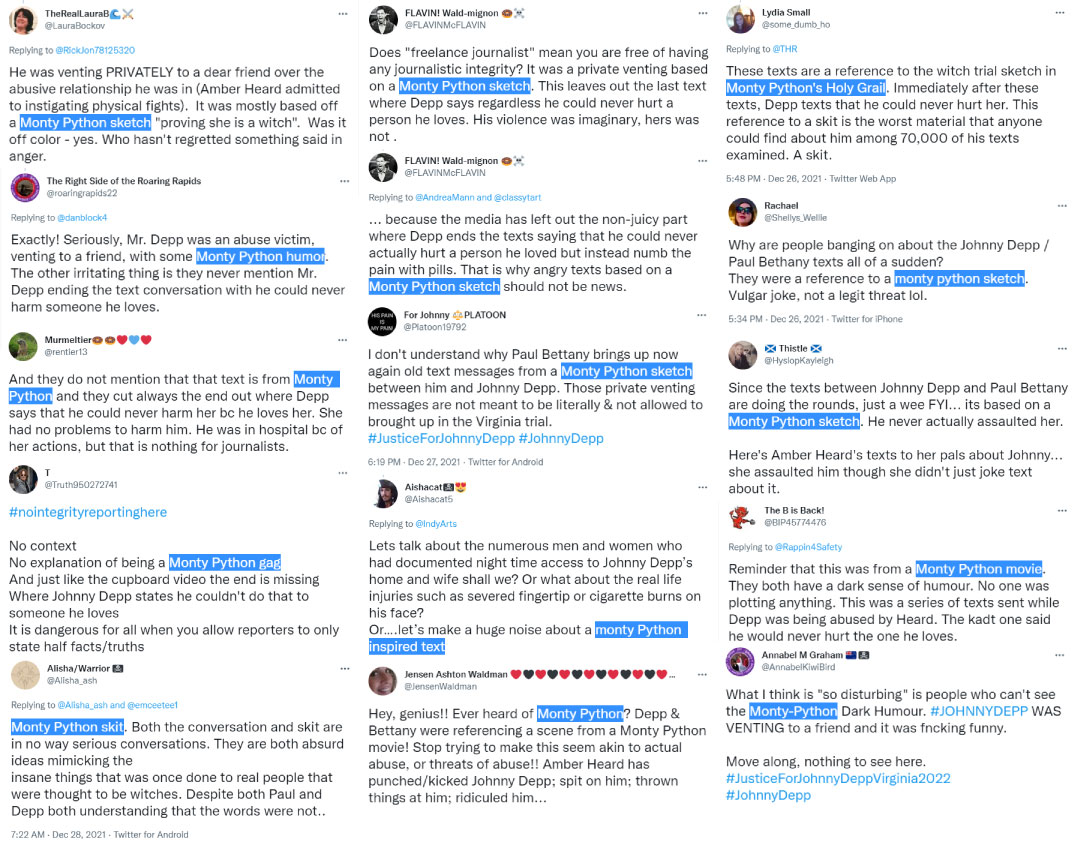 TheRealLauraB🌊⚔️
@LauraBockov
Replying to @RickJon78125320
He was venting PRIVATELY to a dear friend over the
abusive relationship he was in (Amber Heard admitted
to instigating physical fights). It was mostly based off
a Monty Python sketch "proving she is a witch". Was it
off color - yes. Who hasn't regretted something said in
anger.
The Right Side of the Roaring Rapids
@roaringrapids22
Replying to @danblock4
Exactly! Seriously, Mr. Depp was an abuse victim,
venting to a friend, with some Monty Python humor.
The other irritating thing is they never mention Mr.
Depp ending the text conversation with he could never
harm someone he loves.
Murmeltier🍩🍩❤️💙❤️
@rentler13
And they do not mention that that text is from Monty
Python and they cut always the end out where Depp
says that he could never harm her bc he loves her. She
had no problems to harm him. He was in hospital bc of
her actions, but that is nothing for journalists.
T
@Truth950272741
#nointegrityreportinghere
No context
No explanation of being a Monty Python gag
And just like the cupboard video the end is missing
Where Johnny Depp states he couldn't do that to
someone he loves
It is dangerous for all when you allow reporters to only
state half facts/truths
Alisha/Warrior 🏴‍☠️
@Alisha_ash
Replying to @Alisha_ash and @emceetee1
Monty Python skit. Both the conversation and skit are
in no way serious conversations. They are both absurd
ideas mimicking the
insane things that was once done to real people that
were thought to be witches. Despite both Paul and
Depp both understanding that the words were not..
7:22 AM · Dec 28, 2021 · Twitter for Android
FLAVIN! Wald-mignon 🍩☠️
@FLAVINMcFLAVIN
Does "freelance journalist" mean you are free of having
any journalistic integrity? It was a private venting based
on a Monty Python sketch. This leaves out the last text
where Depp says regardless he could never hurt a
person he loves. His violence was imaginary, hers was
not .
FLAVIN! Wald-mignon 🍩☠️
@FLAVINMcFLAVIN
Replying to @AndreaMann and @classytart
... because the media has left out the non-juicy part
where Depp ends the texts saying that he could never
actually hurt a person he loved but instead numb the
pain with pills. That is why angry texts based on a
Monty Python sketch should not be news.
HIS PAIN
IS
MY PAIN!
For Johnny ⚖️PLATOON
@Platoon19792
I don't understand why Paul Bettany brings up now
again old text messages from a Monty Python sketch
between him and Johnny Depp. Those private venting
messages are not meant to be literally & not allowed to
brought up in the Virginia trial.
#JusticeForJohnnyDepp #JohnnyDepp
6:19 PM · Dec 27, 2021 · Twitter for Android
Aishacat🏴‍☠️😍
@Aishacat5
Replying to @IndyArts
Lets talk about the numerous men and women who
had documented night time access to Johnny Depp's
home and wife shall we? Or what about the real life
injuries such as severed fingertip or cigarette burns on
his face?
Or....let's make a huge noise about a monty Python
inspired text
Jensen Ashton Waldman ❤️🖤❤️🖤❤️🖤❤️🖤❤️🖤❤️🖤❤️...
@JensenWaldman
Hey, genius!! Ever heard of Monty Python? Depp &
Bettany were referencing a scene from a Monty Python
movie! Stop trying to make this seem akin to actual
abuse, or threats of abuse!! Amber Heard has
punched/kicked Johnny Depp; spit on him; thrown
things at him; ridiculed him...
Lydia Small
@some_dumb_ho
Replying to @THR
These texts are a reference to the witch trial sketch in
Monty Python's Holy Grail. Immediately after these
texts, Depp texts that he could never hurt her. This
reference to a skit is the worst material that anyone
could find about him among 70,000 of his texts
examined. A skit.
5:48 PM · Dec 26, 2021 · Twitter Web App
Rachael
@Shellys_Wellie
Why are people banging on about the Johnny Depp /
Paul Bethany texts all of a sudden?
They were a reference to a monty python sketch.
Vulgar joke, not a legit threat lol.
5:34 PM · Dec 26, 2021 · Twitter for iPhone
🏴󠁧󠁢󠁳󠁣󠁴󠁿 Thistle 🏴󠁧󠁢󠁳󠁣󠁴󠁿
@HyslopKayleigh
Since the texts between Johnny Depp and Paul Bettany
are doing the rounds, just a wee FYI... its based on a
Monty Python sketch. He never actually assaulted her.
Here's Amber Heard's texts to her pals about Johnny...
she assaulted him though she didn't just joke text
about it.
The B is Back!
@BIP45774476
Replying to @Rappin4Safety
Reminder that this was from a Monty Python movie.
They both have a dark sense of humour. No one was
plotting anything. This was a series of texts sent while
Depp was being abused by Heard. The kadt one said
he would never hurt the one he loves.
Annabel M Graham 🇳🇿🏴‍☠️
@AnnabelKiwiBird
What I think is "so disturbing" is people who can't see
the Monty-Python Dark Humour. #JOHNNYDEPP WAS
VENTING to a friend and it was fncking funny.
Move along, nothing to see here.
#JusticeForJohnnyDeppVirginia2022
#JohnnyDepp